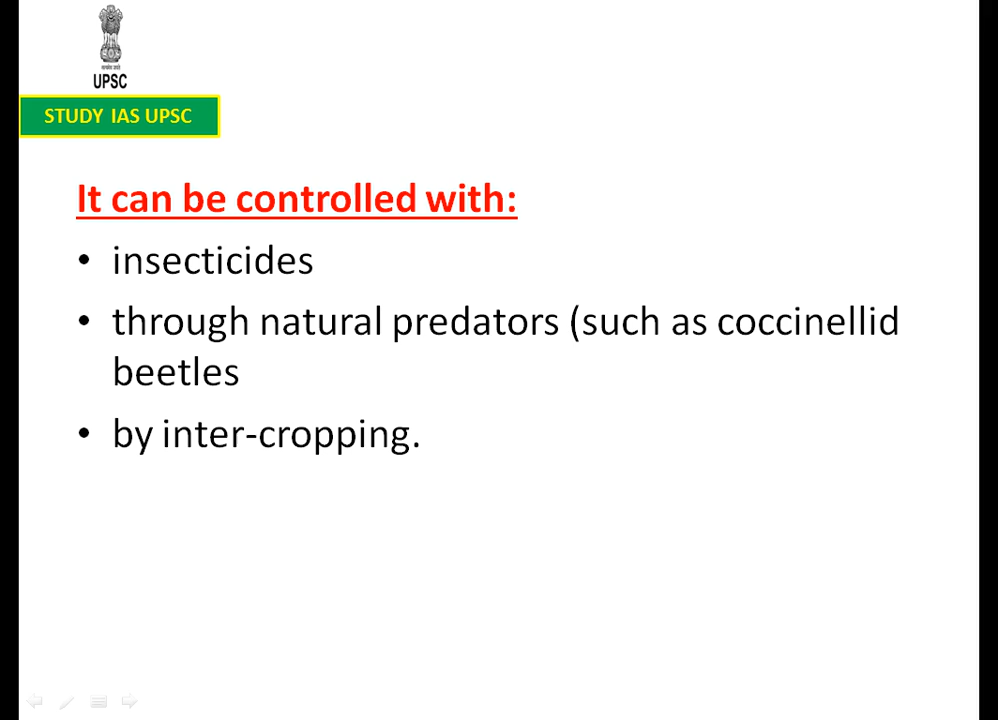 UPSC
STUDY IAS UPSC
It can be controlled with:
• insecticides
• through natural predators (such as coccinellid
beetles
• by inter-cropping.